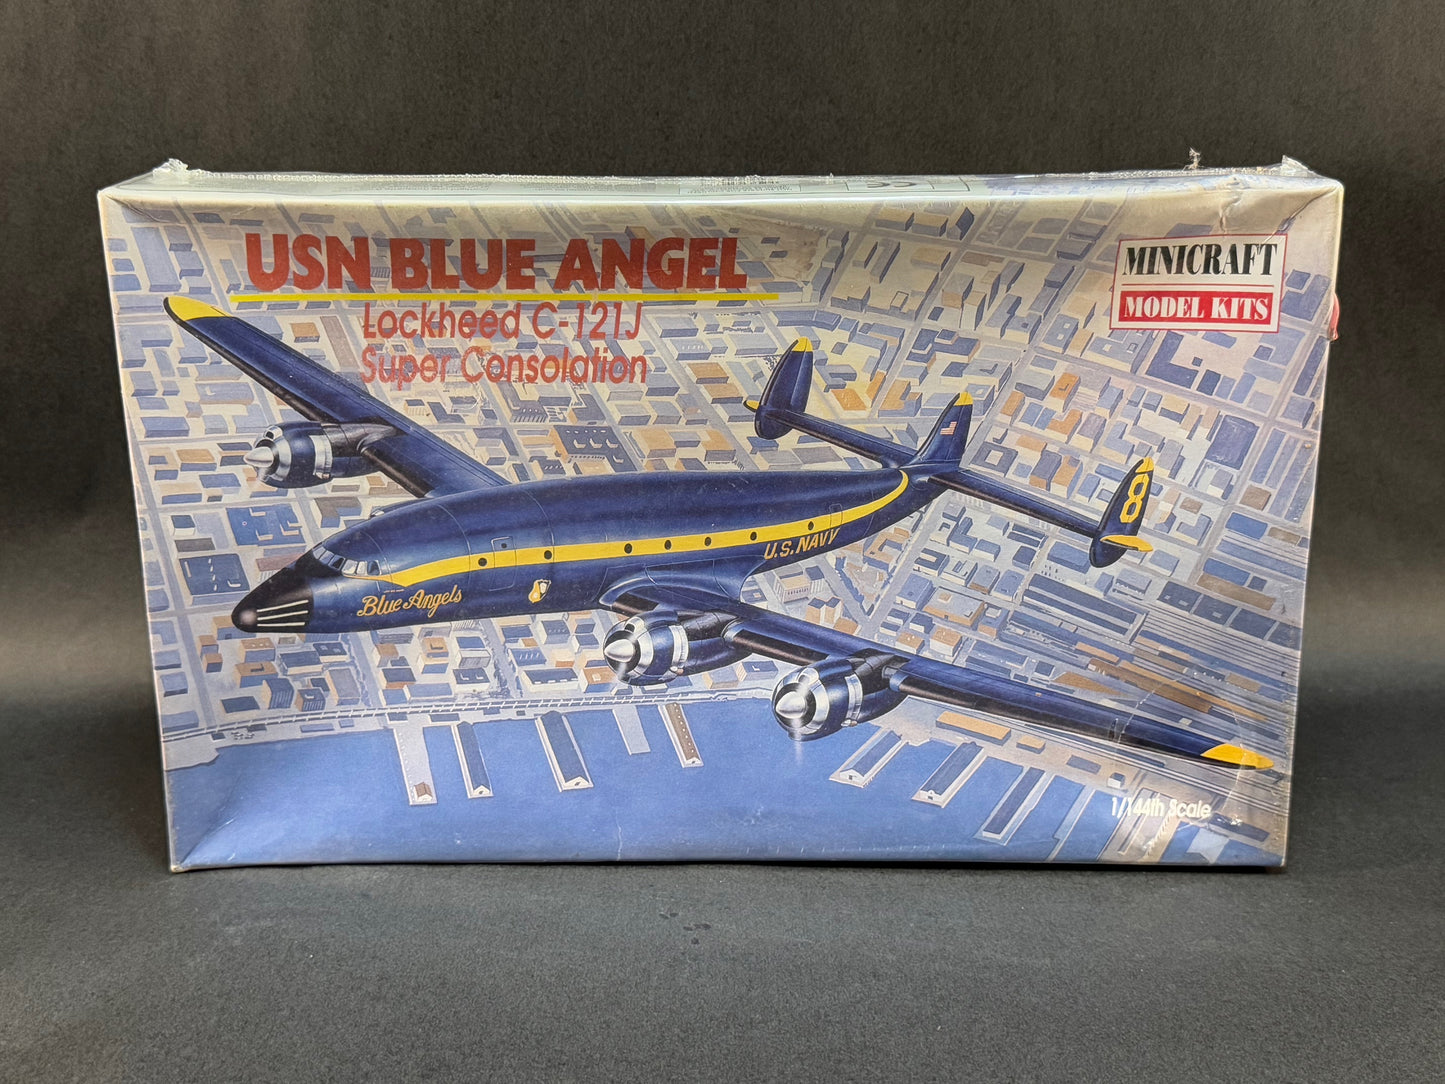 USN BLUE ANGEL
Lockheed C-121J
Super Consolation
MINICRAFT
MODEL KITS
8
U.S. NAVY
Blue Angels
1/144th Scale